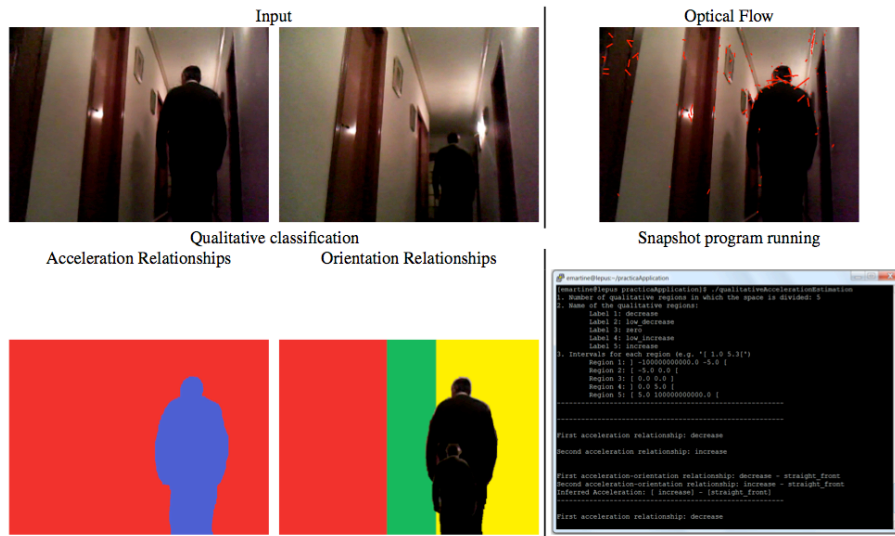 Input
Optical Flow
Qualitative classification
Acceleration Relationships
Orientation Relationships
Snapshot program running
emartine@lepus:~/practicaApplication
[emartine@lepus practicaApplication]$ ./qualitativeAccelerationEstimation
1. Number of qualitative regions in which the space is divided: 5
2. Name of the qualitative regions:
Label 1: decrease
Label 2: low_decrease
Label 3: zero
Label 4: low_increase
Label 5: increase
3. Intervals for each region (e.g. "[ 1.0 5.3[")
Region 1: ] -100000000000.0 -5.0 [
Region 2: [ -5.0 0.0 [
Region 3: [ 0.0 0.0 ]
Region 4: ] 0.0 5.0 [
Region 5: [ 5.0 100000000000.0 [
First acceleration relationship: decrease
Second acceleration relationship: increase
First acceleration-orientation relationship: decrease - straight_front
Second acceleration-orientation relationship: increase - straight_front
Inferred Acceleration: [ increase] - [straight_front]
First acceleration relationship: decrease